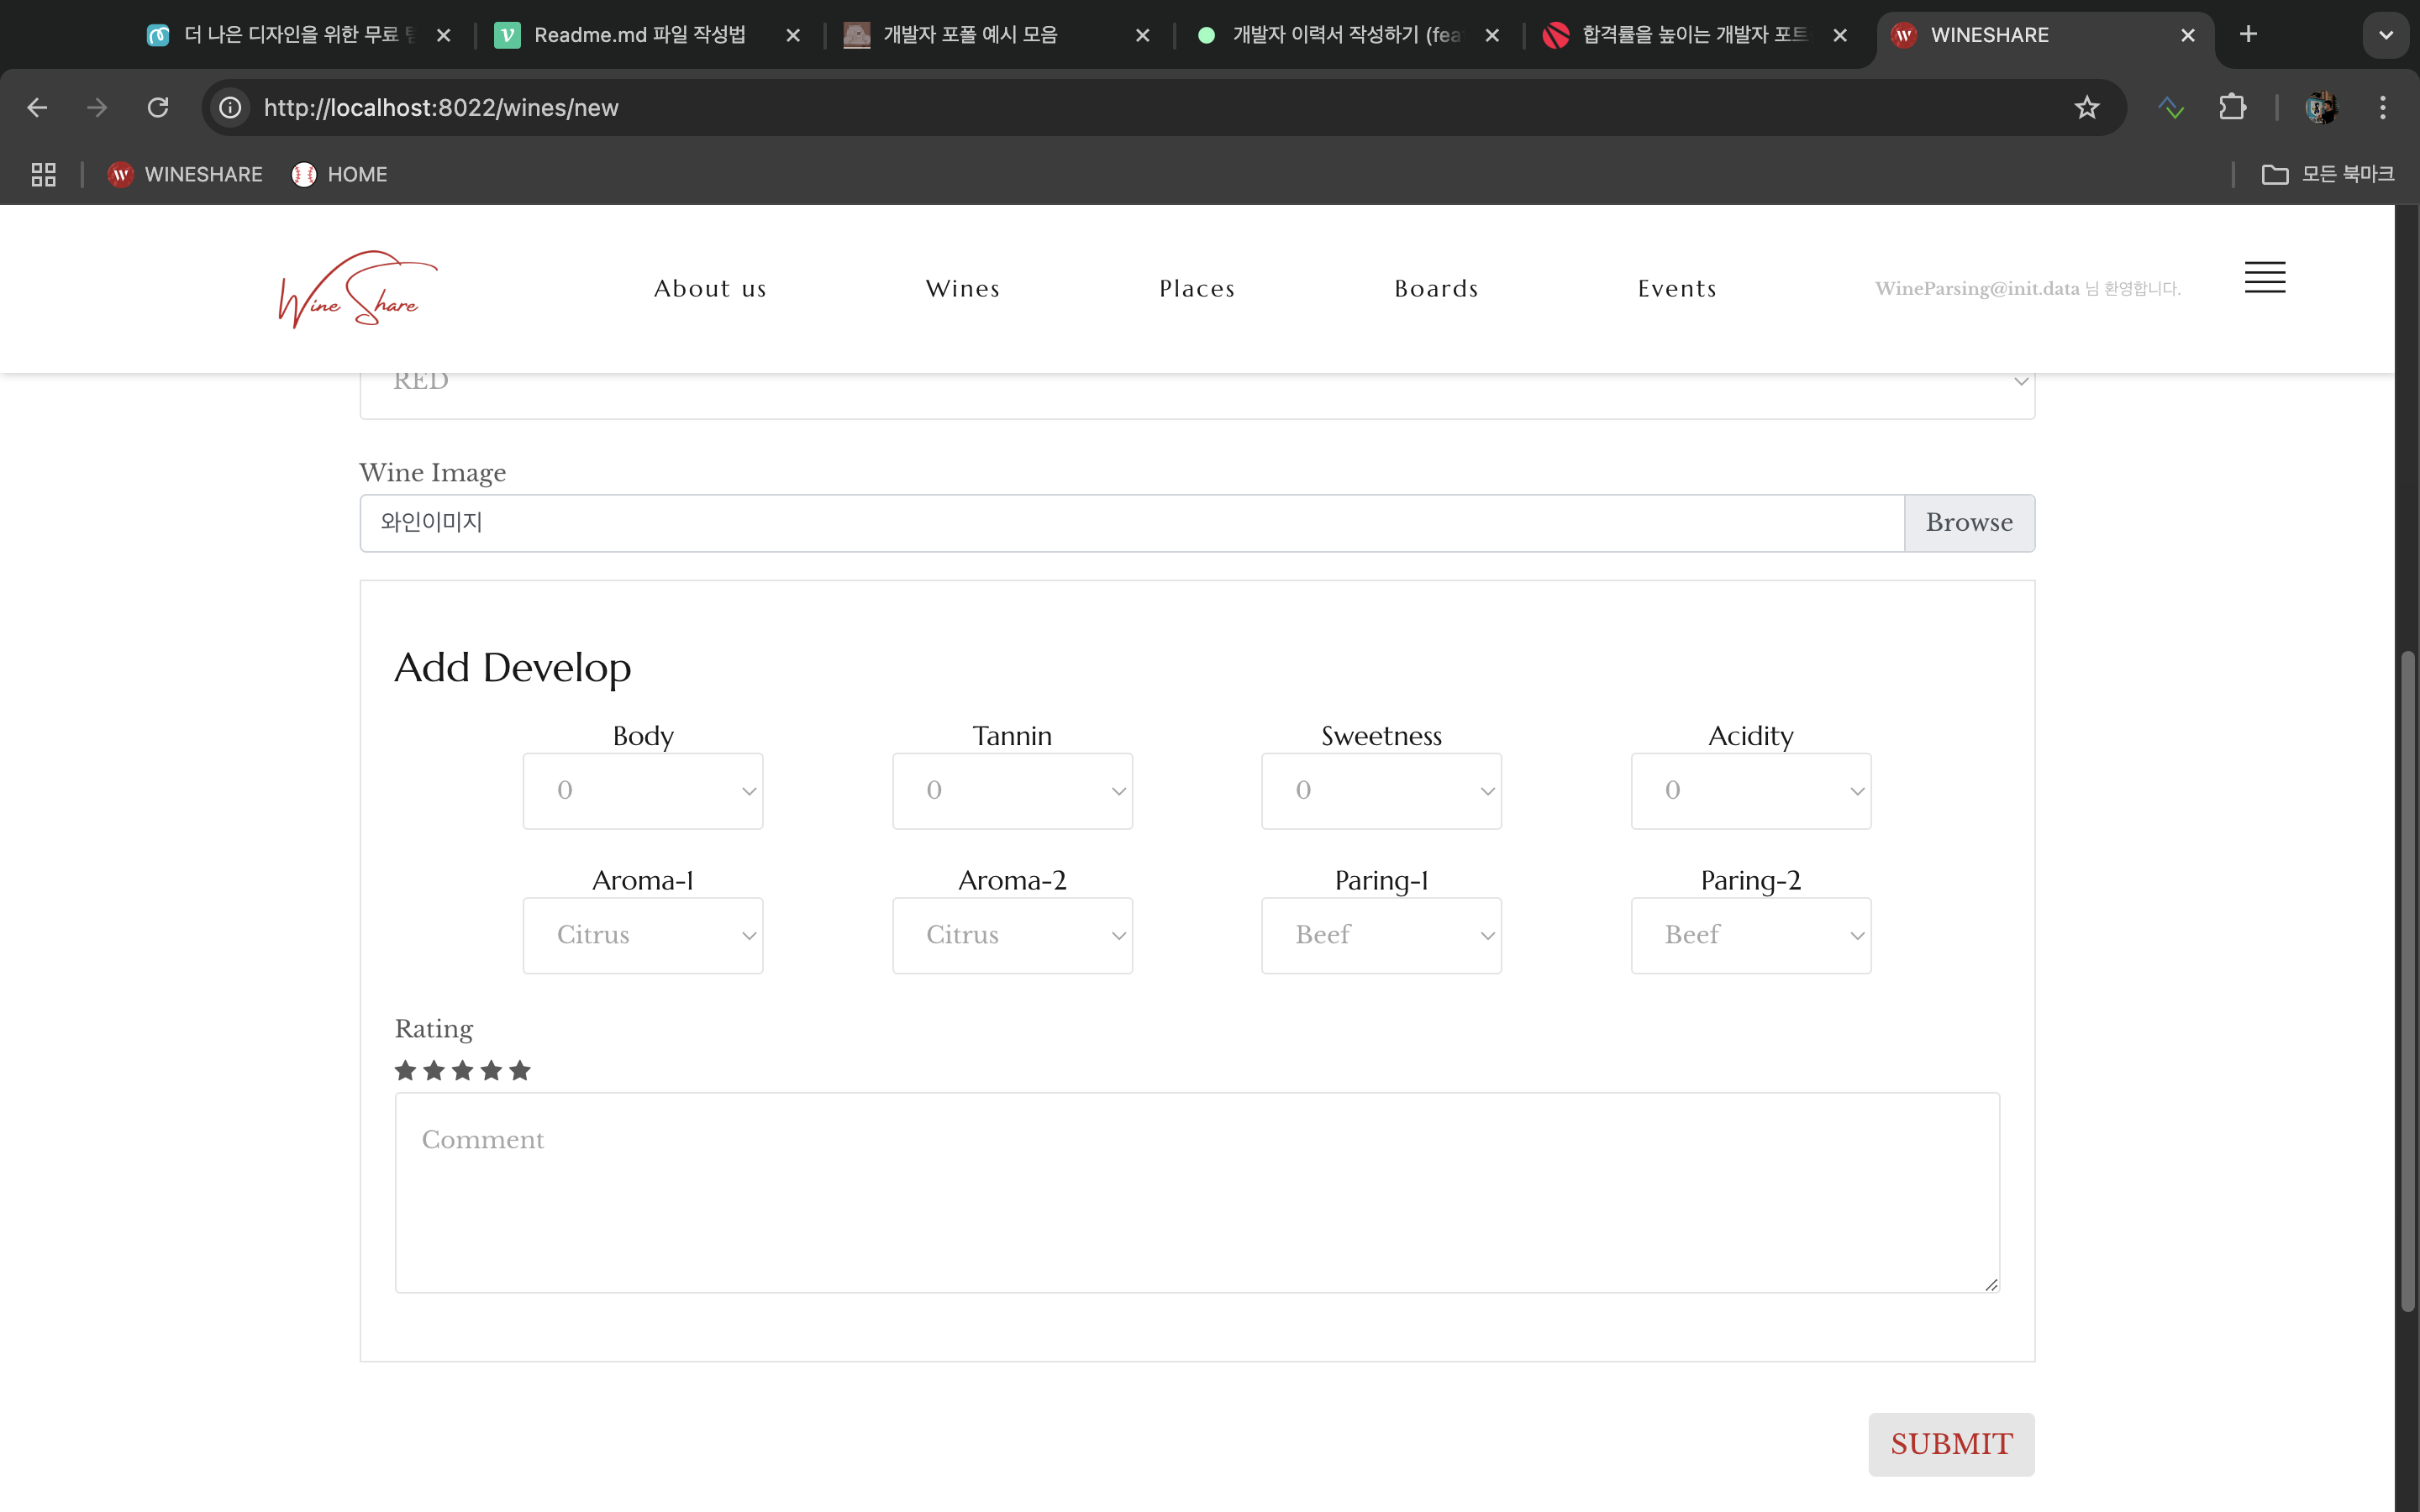 더 나은 디자인을 위한 무료
Readme.md 파일 작성법
개발자 포폴 예시 모음
개발자 이력서 작성하기 (fea
합격률을 높이는 개발자 포트
WINESHARE
http://localhost:8022/wines/new
WINESHARE
HOME
모든 북마크
Wine Share
About us
Wines
Places
Boards
Events
WineParsing@init.data 님 환영합니다.
RED
Wine Image
와인이미지
Browse
Add Develop
Body
Tannin
Sweetness
Acidity
0
0
0
0
Aroma-1
Aroma-2
Paring-1
Paring-2
Citrus
Citrus
Beef
Beef
Rating
Comment
SUBMIT